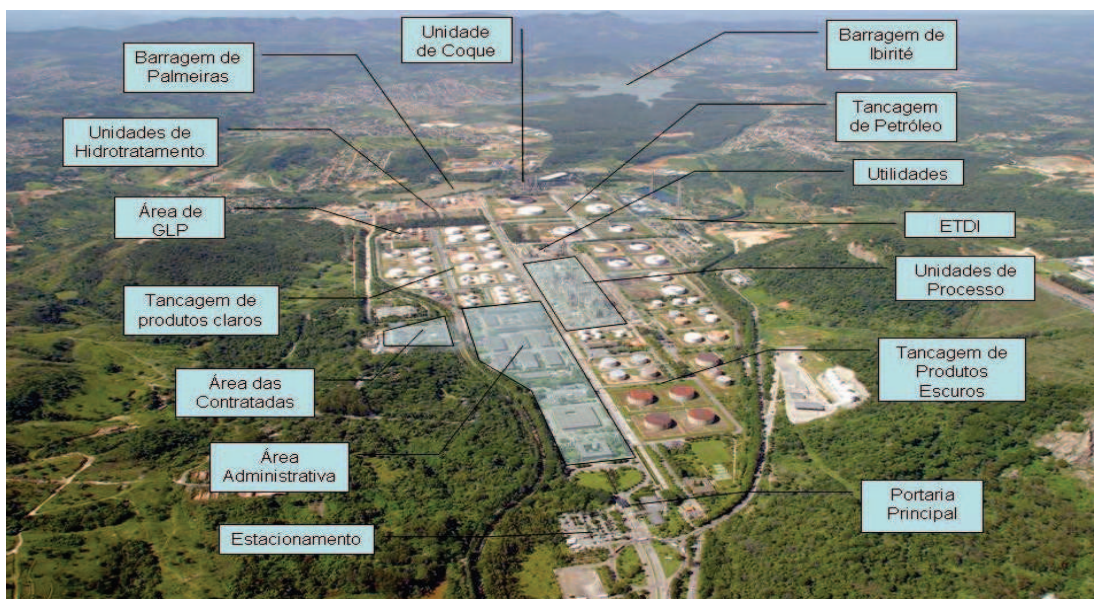 Unidade
de Coque
Barragem de
Ibirité
Barragem de
Palmeiras
Tancagem
de Petróleo
Unidades de
Hidrotratamento
Utilidades
Área de
GLP
ETDI
Unidades de
Processo
Tancagem de
produtos claros
Tancagem de
Produtos
Escuros
Área das
Contratadas
Área
Administrativa
Portaria
Principal
Estacionamento